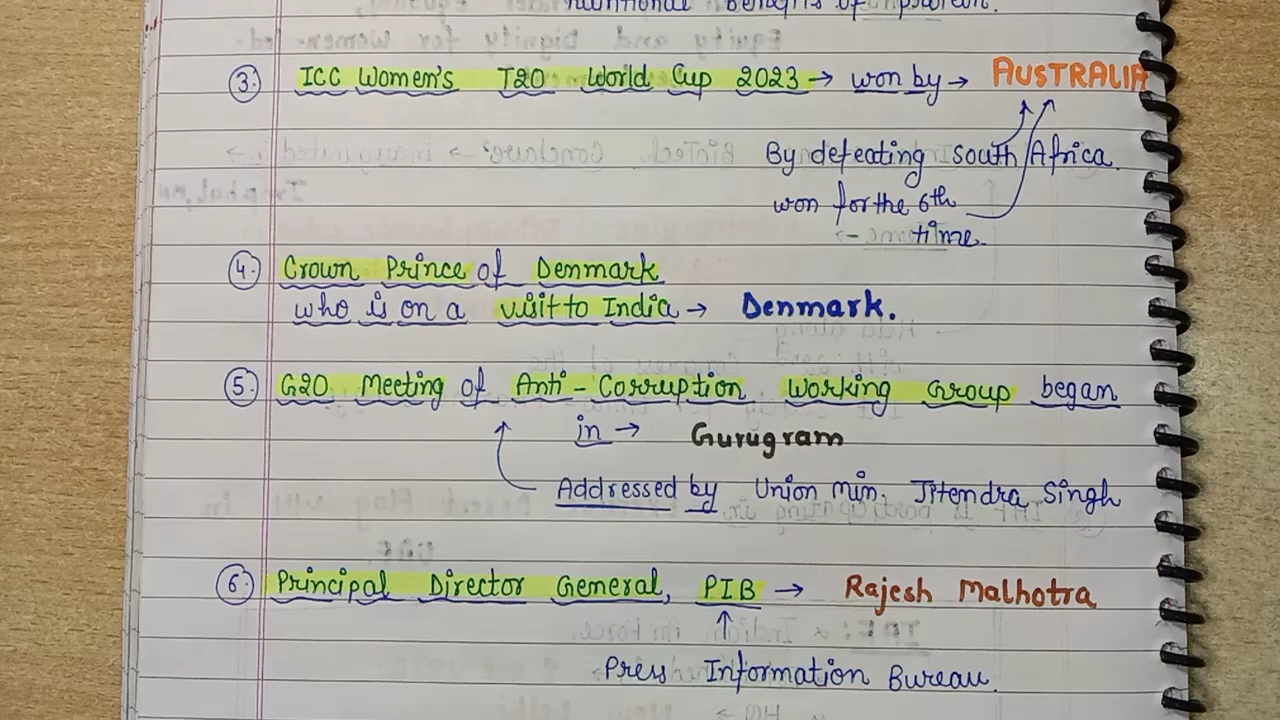 nutritional benefits of
③. ICC Women's T20 World Cup 2023 → won by → AUSTRALIA
By defeating South Africa
won for the 6th
time.
④. Crown Prince of Denmark
who is on a visit to India → Denmark.
⑤. G20 Meeting of Anti-Corruption Working Group began
in → Gurugram
Addressed by Union Min. Jitendra Singh
⑥. Principal Director General, PIB → Rajesh Malhotra
Press Information Bureau.